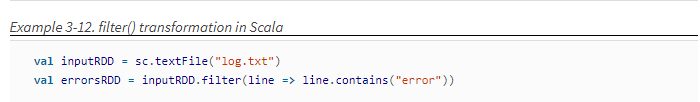 Example 3-12. filter() transformation in Scala
val inputRDD = sc.textFile("log.txt")
val errorsRDD = inputRDD.filter(line => line.contains("error"))